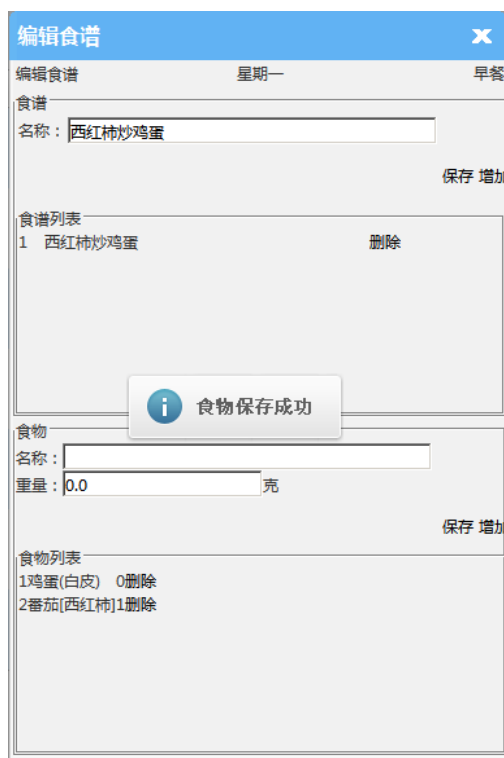 编辑食谱
编辑食谱 星期一 早餐
食谱
名称：西红柿炒鸡蛋
保存 增加
食谱列表
1 西红柿炒鸡蛋 删除
食物保存成功
食物
名称：
重量：0.0 克
保存 增加
食物列表
1鸡蛋(白皮) 0删除
2番茄[西红柿]1删除